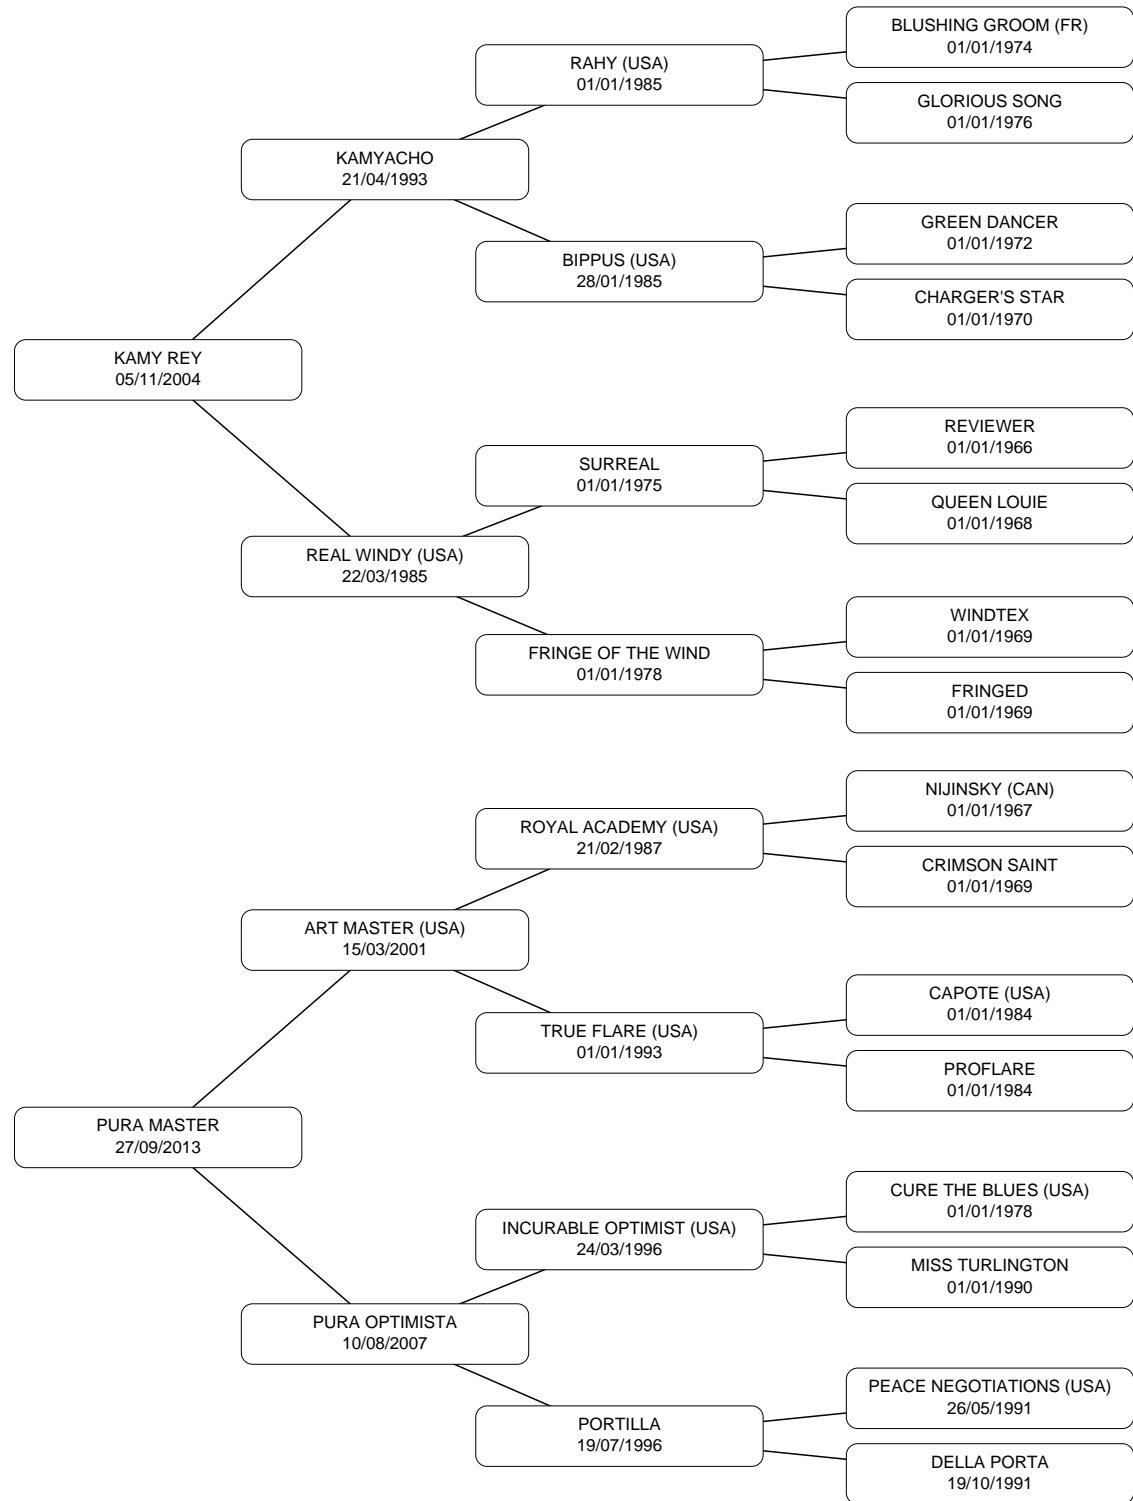 BLUSHING GROOM (FR)
01/01/1974
RAHY (USA)
01/01/1985
GLORIOUS SONG
01/01/1976
KAMYACHO
21/04/1993
GREEN DANCER
01/01/1972
BIPPUS (USA)
28/01/1985
CHARGER'S STAR
01/01/1970
KAMY REY
05/11/2004
REVIEWER
01/01/1966
SURREAL
01/01/1975
QUEEN LOUIE
01/01/1968
REAL WINDY (USA)
22/03/1985
WINDTEX
01/01/1969
FRINGE OF THE WIND
01/01/1978
FRINGED
01/01/1969
NIJINSKY (CAN)
01/01/1967
ROYAL ACADEMY (USA)
21/02/1987
CRIMSON SAINT
01/01/1969
ART MASTER (USA)
15/03/2001
CAPOTE (USA)
01/01/1984
TRUE FLARE (USA)
01/01/1993
PROFLARE
01/01/1984
PURA MASTER
27/09/2013
CURE THE BLUES (USA)
01/01/1978
INCURABLE OPTIMIST (USA)
24/03/1996
MISS TURLINGTON
01/01/1990
PURA OPTIMISTA
10/08/2007
PEACE NEGOTIATIONS (USA)
26/05/1991
PORTILLA
19/07/1996
DELLA PORTA
19/10/1991